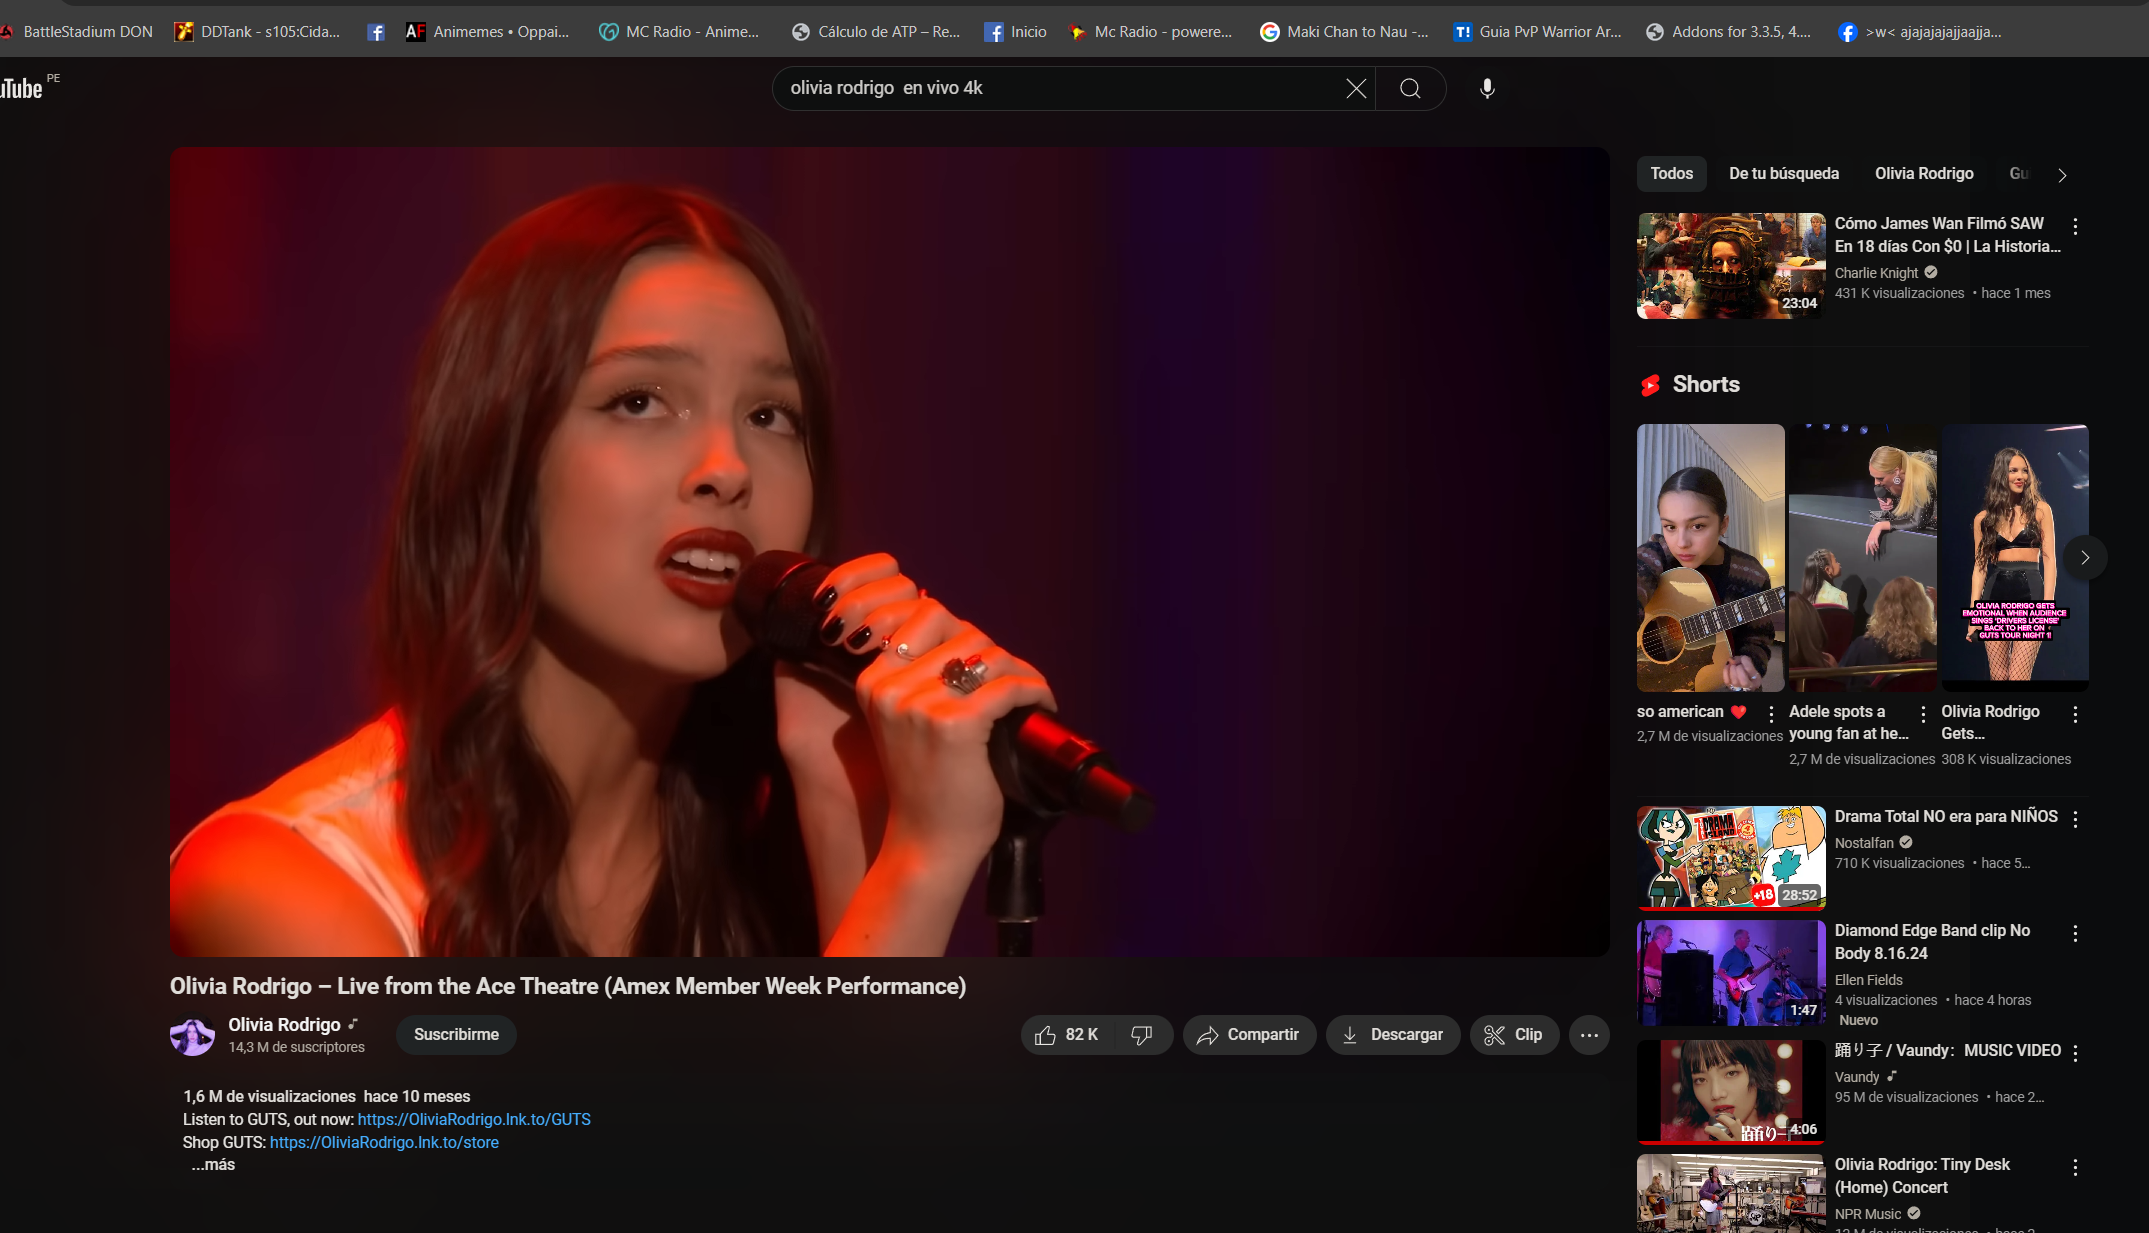 BattleStadium DON
DDTank - s105:Cida...
AF Animemes • Oppai...
MC Radio - Anime...
Cálculo de ATP – Re...
Inicio
Mc Radio - powere...
Maki Chan to Nau -...
T! Guia PvP Warrior Ar...
Addons for 3.3.5, 4....
>w< ajajajajajjaajja...
uTube PE
olivia rodrigo  en vivo 4k
Olivia Rodrigo – Live from the Ace Theatre (Amex Member Week Performance)
Olivia Rodrigo
14,3 M de suscriptores
Suscribirme
82 K
Compartir
Descargar
Clip
1,6 M de visualizaciones  hace 10 meses
Listen to GUTS, out now: https://OliviaRodrigo.lnk.to/GUTS
Shop GUTS: https://OliviaRodrigo.lnk.to/store
...más
Todos
De tu búsqueda
Olivia Rodrigo
Gu
23:04
Cómo James Wan Filmó SAW
En 18 días Con $0 | La Historia...
Charlie Knight
431 K visualizaciones • hace 1 mes
Shorts
OLIVIA RODRIGO GETS
EMOTIONAL WHEN AUDIENCE
SINGS 'DRIVERS LICENSE'
BACK TO HER ON
GUTS TOUR NIGHT 1!
so american ❤️
2,7 M de visualizaciones
Adele spots a
young fan at he...
2,7 M de visualizaciones
Olivia Rodrigo
Gets...
308 K visualizaciones
DRAMA
+18
28:52
Drama Total NO era para NIÑOS
Nostalfan
710 K visualizaciones • hace 5...
1:47
Diamond Edge Band clip No
Body 8.16.24
Ellen Fields
4 visualizaciones • hace 4 horas
Nuevo
踊り子
4:06
踊り子 / Vaundy：MUSIC VIDEO
Vaundy
95 M de visualizaciones • hace 2...
Olivia Rodrigo: Tiny Desk
(Home) Concert
NPR Music